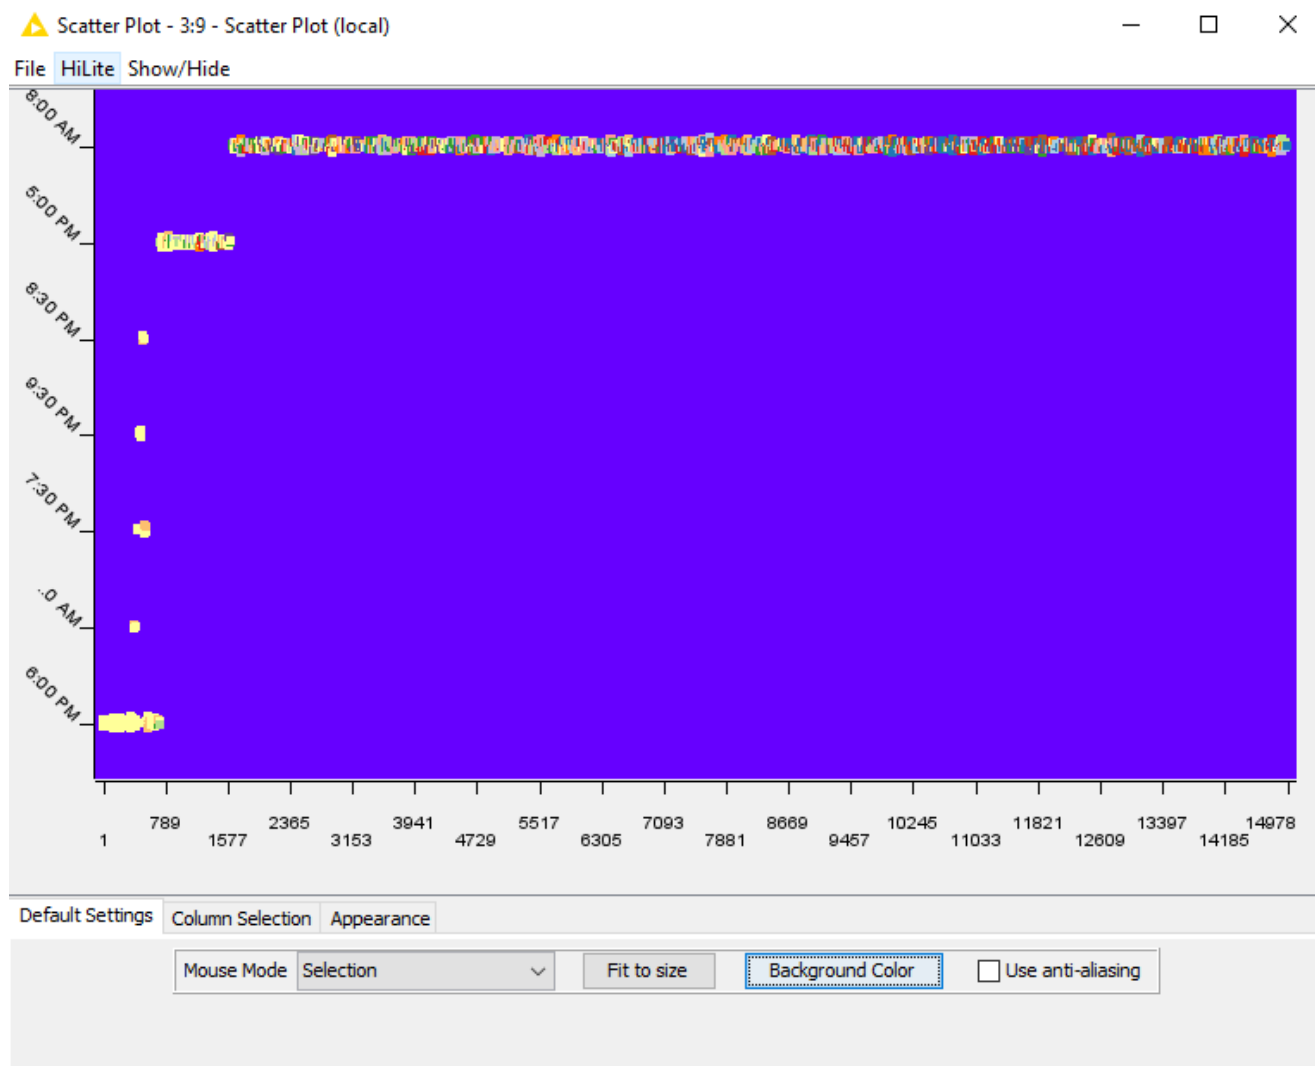 Scatter Plot - 3:9 - Scatter Plot (local)
File HiLite Show/Hide
8:00 AM
5:00 PM
8:30 PM
9:30 PM
7:30 PM
..0 AM
6:00 PM
789 2365 3941 5517 7093 8669 10245 11821 13397 14978
1 1577 3153 4729 6305 7881 9457 11033 12609 14185
Default Settings Column Selection Appearance
Mouse Mode Selection Fit to size Background Color Use anti-aliasing